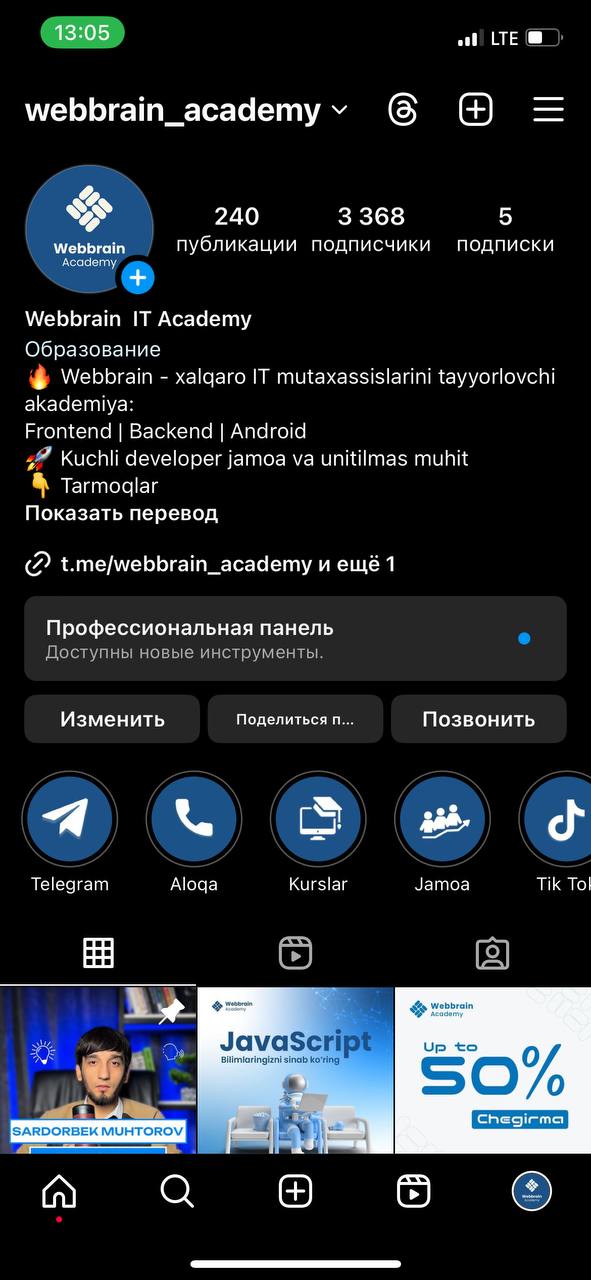 13:05
LTE
webbrain_academy
Webbrain
Academy
240
публикации
3 368
подписчики
5
подписки
Webbrain IT Academy
Образование
🔥 Webbrain - xalqaro IT mutaxassislarini tayyorlovchi
akademiya:
Frontend | Backend | Android
🚀 Kuchli developer jamoa va unitilmas muhit
👇 Tarmoqlar
Показать перевод
t.me/webbrain_academy и ещё 1
Профессиональная панель
Доступны новые инструменты.
Изменить
Поделиться п...
Позвонить
Telegram
Aloqa
Kurslar
Jamoa
Tik Tok
SARDORBEK MUHTOROV
Webbrain
Academy
JavaScript
Bilimlaringizni sinab ko'ring
Webbrain
Academy
Up to
50%
Chegirma